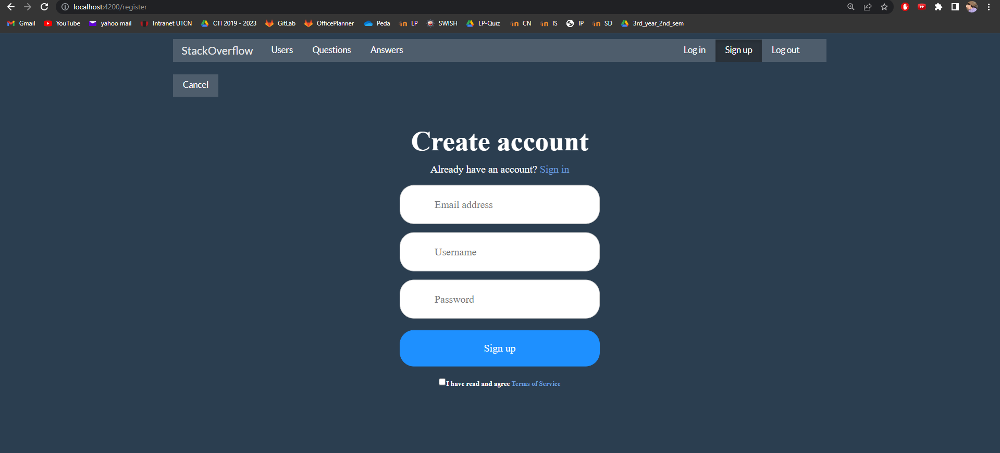 localhost:4200/register
Gmail YouTube yahoo mail Intranet UTCN CTI 2019 - 2023 GitLab OfficePlanner Peda LP SWISH LP-Quiz CN IS IP SD 3rd_year_2nd_sem
StackOverflow Users Questions Answers Log in Sign up Log out
Cancel
Create account
Already have an account? Sign in
Email address
Username
Password
Sign up
I have read and agree Terms of Service